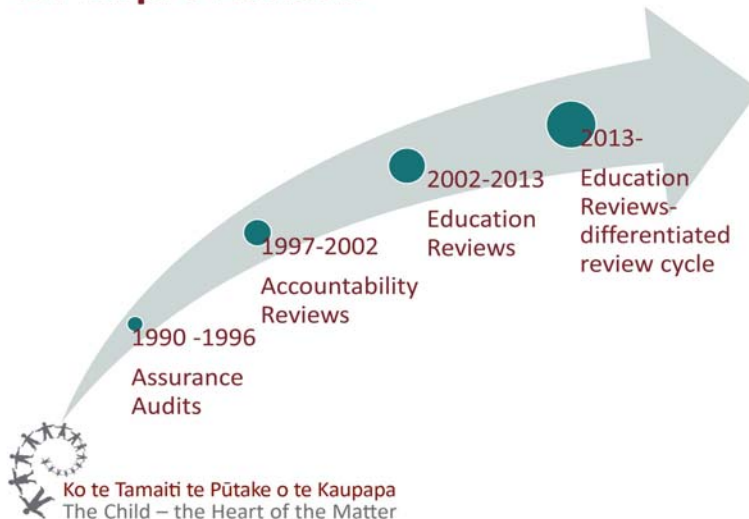 1990 -1996
Assurance
Audits
1997-2002
Accountability
Reviews
2002-2013
Education
Reviews
2013-
Education
Reviews-
differentiated
review cycle
Ko te Tamaiti te Pūtake o te Kaupapa
The Child – the Heart of the Matter